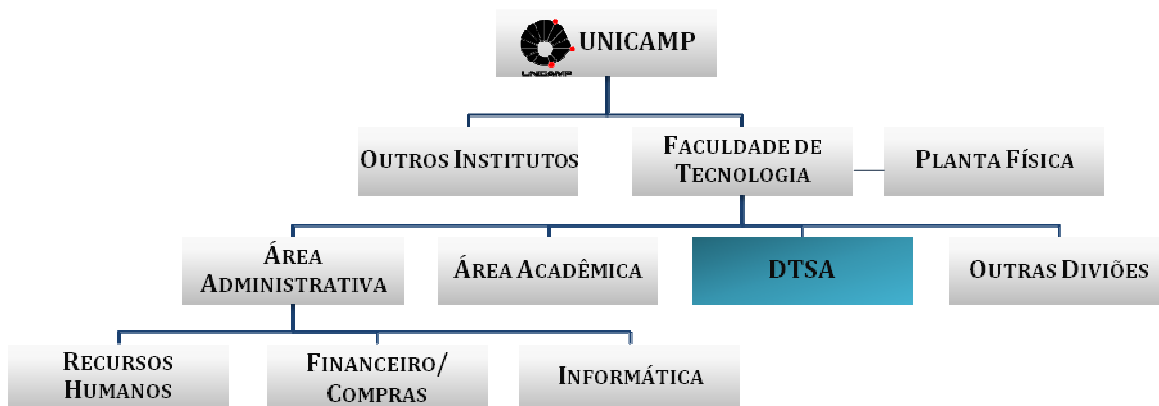 UNICAMP
UNICAMP
OUTROS INSTITUTOS
FACULDADE DE
TECNOLOGIA
PLANTA FÍSICA
ÁREA
ADMINISTRATIVA
ÁREA ACADÊMICA
DTSA
OUTRAS DIVIÕES
RECURSOS
HUMANOS
FINANCEIRO/
COMPRAS
INFORMÁTICA